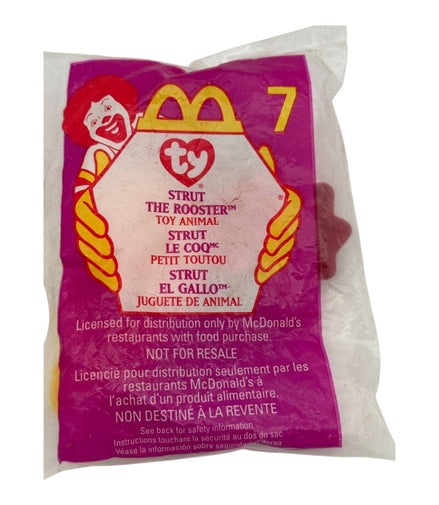 7
ty®
STRUT
THE ROOSTER™
TOY ANIMAL
STRUT
LE COQ MC
PETIT TOUTOU
STRUT
EL GALLO™
JUGUETE DE ANIMAL
®
Licensed for distribution only by McDonald's
restaurants with food purchase.
NOT FOR RESALE
Licencié pour distribution seulement par les
restaurants McDonald's à
l'achat d'un produit alimentaire.
NON DESTINÉ À LA REVENTE
See back for safety information.
Instructions touchant la sécurité au dos de sac
Véase la información sobre seguridad